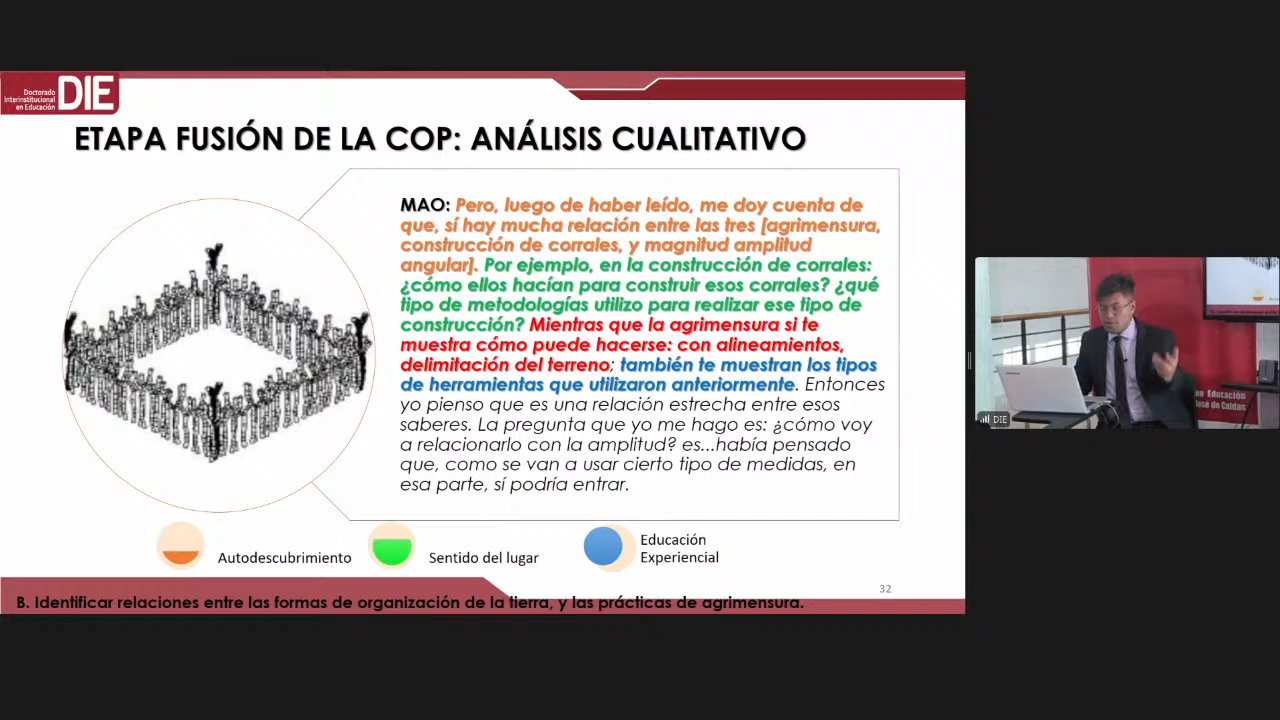 Doctorado
Interinstitucional
en Educación
DIE
ETAPA FUSIÓN DE LA COP: ANÁLISIS CUALITATIVO
MAO: Pero, luego de haber leído, me doy cuenta de
que, sí hay mucha relación entre las tres [agrimensura,
construcción de corrales, y magnitud amplitud
angular]. Por ejemplo, en la construcción de corrales:
¿cómo ellos hacían para construir esos corrales? ¿qué
tipo de metodologías utilizo para realizar ese tipo de
construcción? Mientras que la agrimensura si te
muestra cómo puede hacerse: con alineamientos,
delimitación del terreno; también te muestran los tipos
de herramientas que utilizaron anteriormente. Entonces
yo pienso que es una relación estrecha entre esos
saberes. La pregunta que yo me hago es: ¿cómo voy
a relacionarlo con la amplitud? es...había pensado
que, como se van a usar cierto tipo de medidas, en
esa parte, sí podría entrar.
Autodescubrimiento
Sentido del lugar
Educación
Experiencial
32
B. Identificar relaciones entre las formas de organización de la tierra, y las prácticas de agrimensura.
en Educación
José de Caldas
DIE